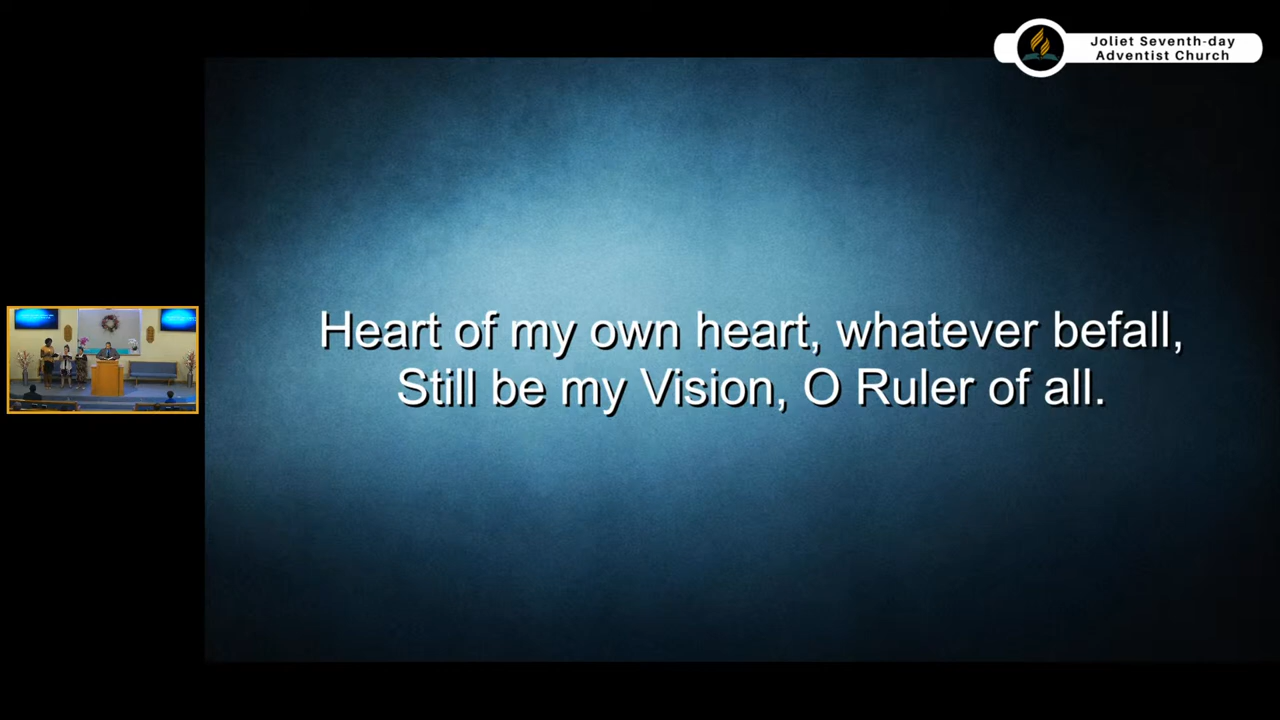 Joliet Seventh-day
Adventist Church
Heart of my own heart, whatever befall,
Still be my Vision, O Ruler of all.